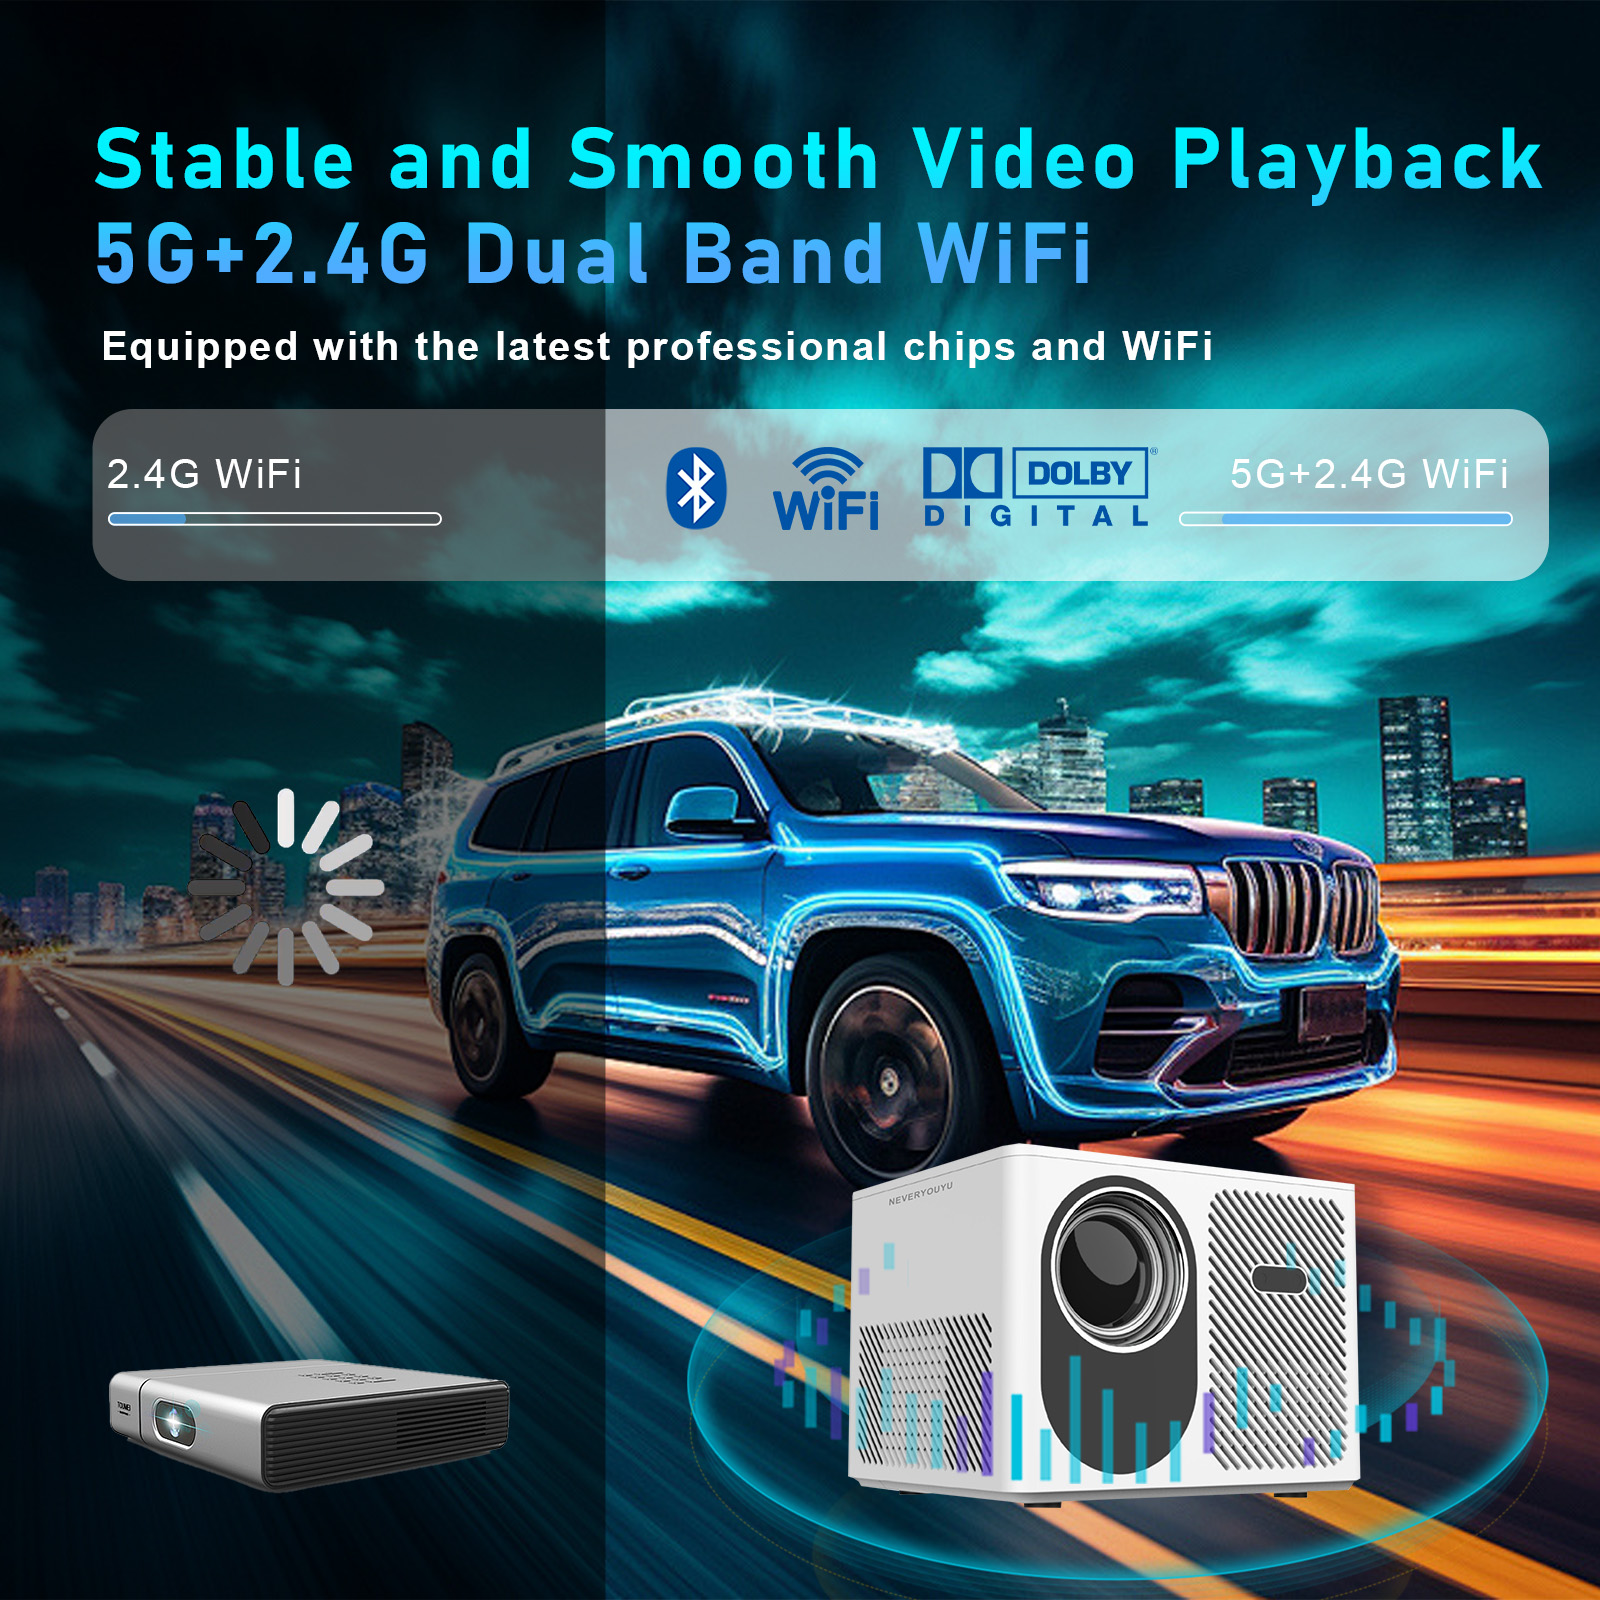 Stable and Smooth Video Playback
5G+2.4G Dual Band WiFi
Equipped with the latest professional chips and WiFi
2.4G WiFi
WiFi
DOLBY®
DIGITAL
5G+2.4G WiFi
NEVERYOUYU
TOUMEI